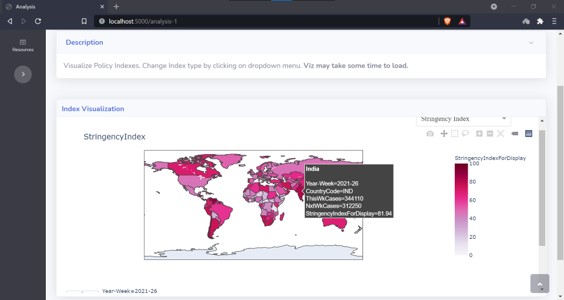 Analysis
localhost:5000/analysis-1
Resources
Description
Visualize Policy Indexes, Change Index type by clicking on dropdown menu. Viz may take some time to load.
Index Visualization
Stringency Index
StringencyIndex
India
Year-Week=2021-26
CountryCode=IND
ThisWkCases=344110
NxtWkCases=312250
StringencyIndexForDisplay=81.94
StringencyIndexForDisplay
100
80
60
40
20
0
Year-Week=2021-26